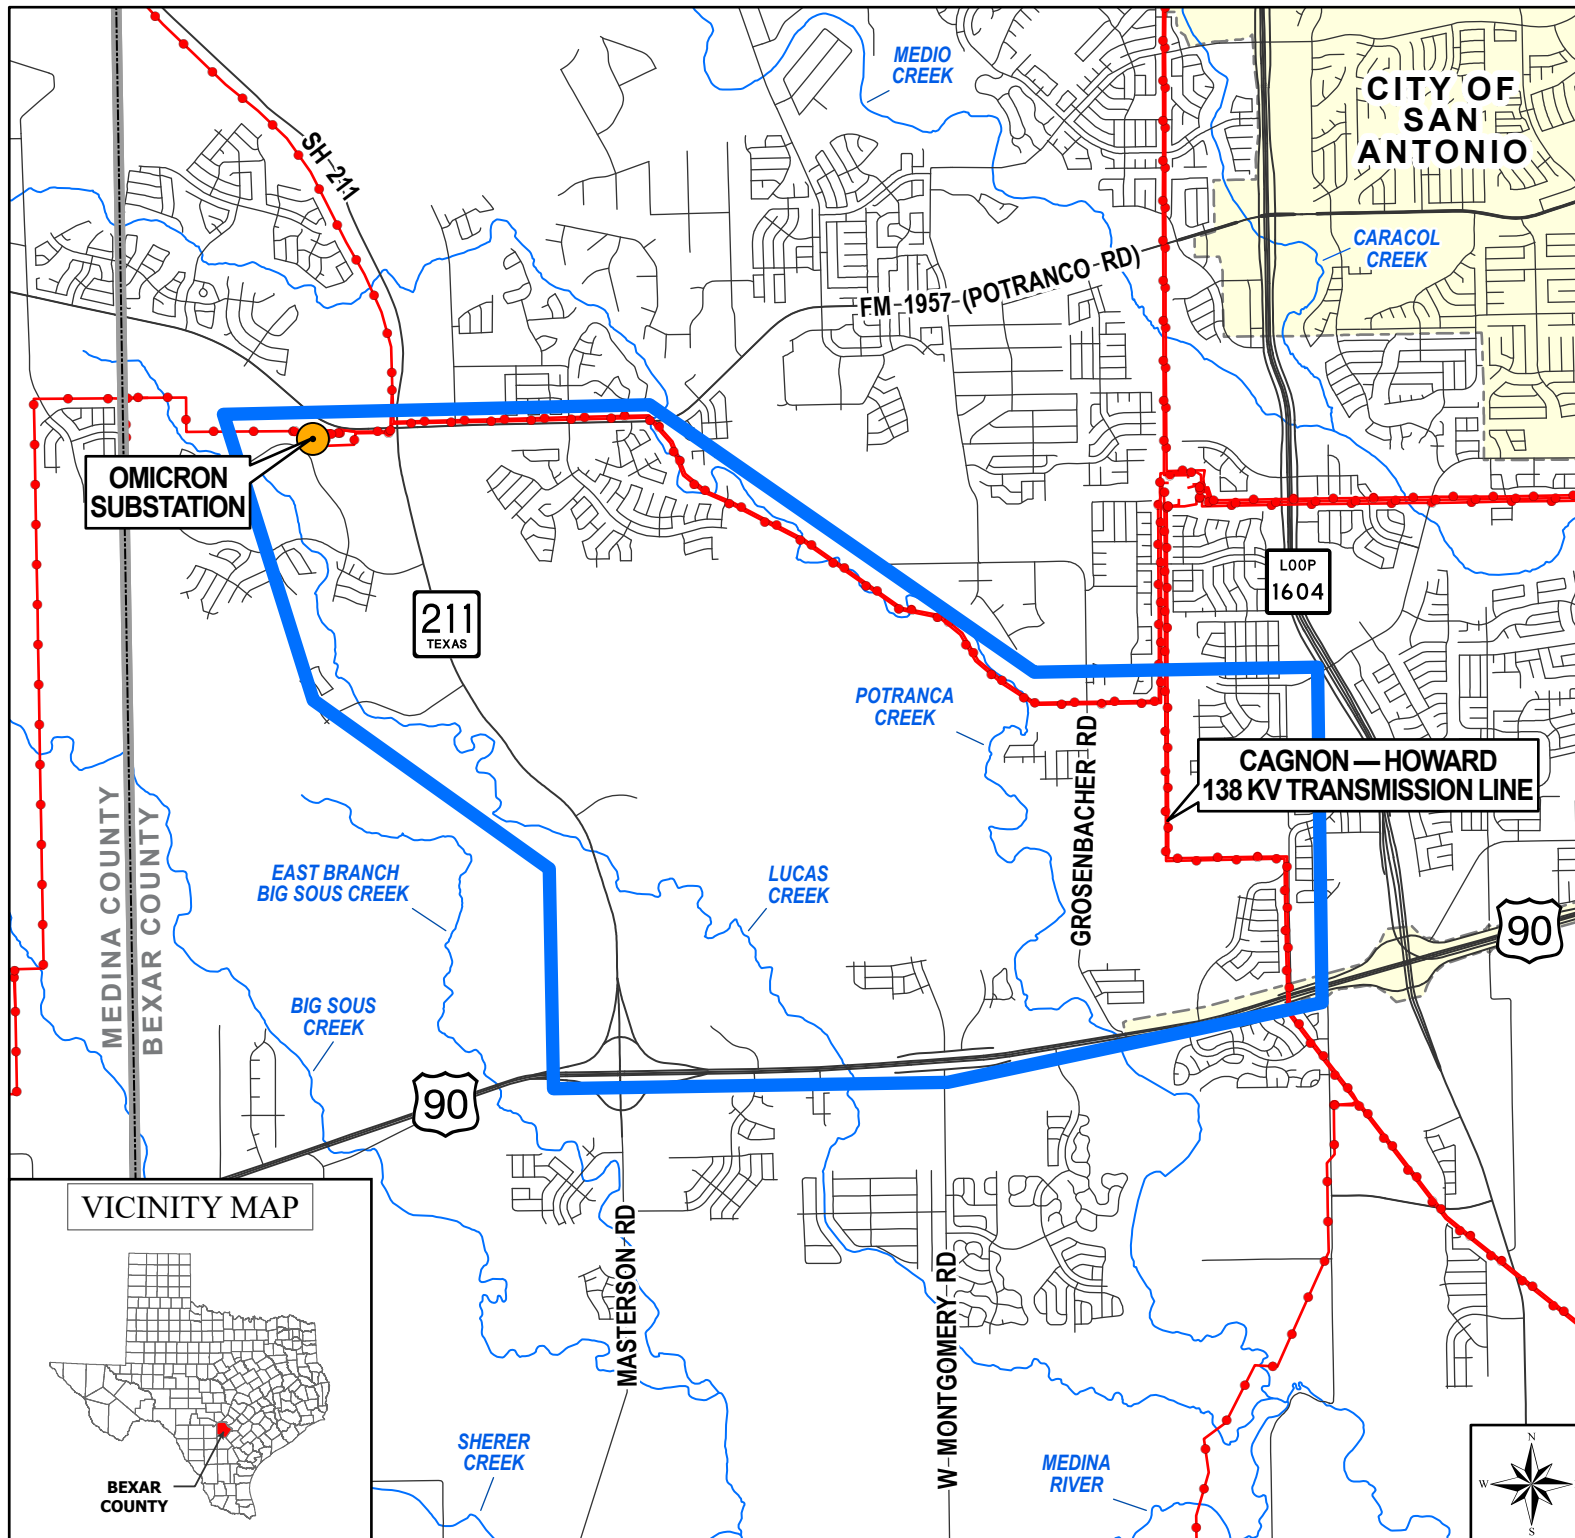 MEDIO
CREEK
CITY OF
SAN
ANTONIO
SH-211
CARACOL
CREEK
FM-1957-(POTRANCO-RD)
OMICRON
SUBSTATION
LOOP
1604
211
TEXAS
POTRANCA
CREEK
GROSENBACHER-RD
CAGNON — HOWARD
138 KV TRANSMISSION LINE
MEDINA COUNTY
BEXAR COUNTY
EAST BRANCH
BIG SOUS CREEK
LUCAS
CREEK
90
BIG SOUS
CREEK
90
VICINITY MAP
MASTERSON-RD
W-MONTGOMERY-RD
SHERER
CREEK
MEDINA
RIVER
BEXAR
COUNTY
N
W
S